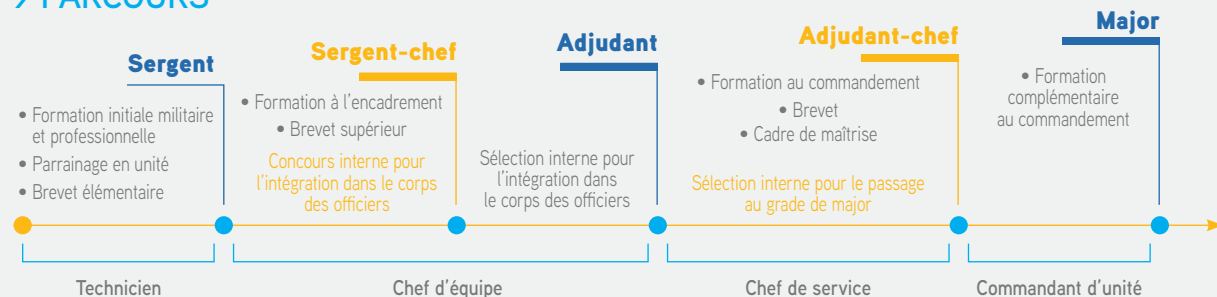 PARCOURS
Sergent
• Formation initiale militaire
et professionnelle
• Parrainage en unité
• Brevet élémentaire
Sergent-chef
• Formation à l'encadrement
• Brevet supérieur
Concours interne pour
l'intégration dans le corps
des officiers
Adjudant
Sélection interne pour
l'intégration dans
le corps des officiers
Adjudant-chef
• Formation au commandement
• Brevet
• Cadre de maîtrise
Sélection interne pour le passage
au grade de major
Major
• Formation
complémentaire
au commandement
Technicien
Chef d'équipe
Chef de service
Commandant d'unité